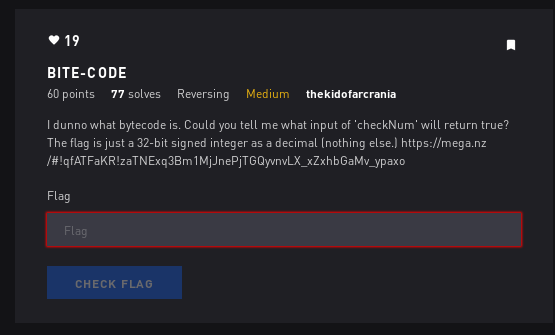 19
BITE-CODE
60 points 77 solves Reversing Medium thekidofarcrania
I dunno what bytecode is. Could you tell me what input of 'checkNum' will return true?
The flag is just a 32-bit signed integer as a decimal (nothing else.) https://mega.nz
/#!qfATFaKR!zaTNExq3Bm1MjJnePjTGQyvnvLX_xZxhbGaMv_ypaxo
Flag
Flag
CHECK FLAG